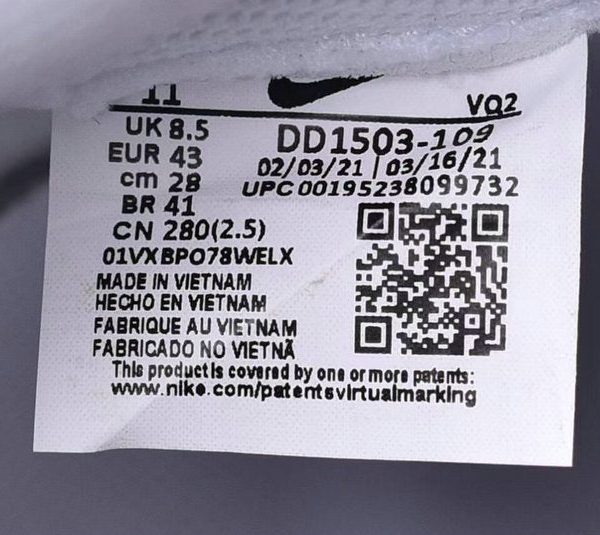 11
VQ2
UK 8.5
EUR 43
cm 28
BR 41
CN 280(2.5)
01VXBPO78WELX
DD1503-109
02/03/21 | 03/16/21
UPC 00195238099732
MADE IN VIETNAM
HECHO EN VIETNAM
FABRIQUE AU VIETNAM
FABRICADO NO VIETNÃ
This product is covered by one or more patents:
www.nike.com/patentsvirtualmarking